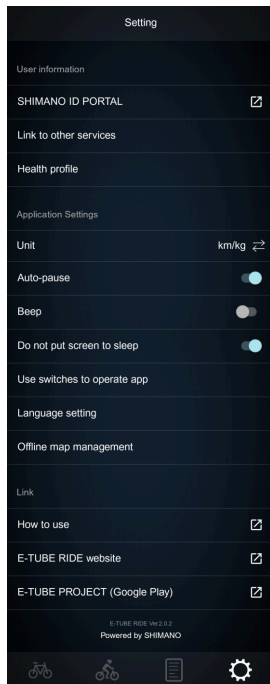 Setting
User information
SHIMANO ID PORTAL
Link to other services
Health profile
Application Settings
Unit km/kg
Auto-pause
Beep
Do not put screen to sleep
Use switches to operate app
Language setting
Offline map management
Link
How to use
E-TUBE RIDE website
E-TUBE PROJECT (Google Play)
E-TUBE RIDE Ver.2.0.2
Powered by SHIMANO